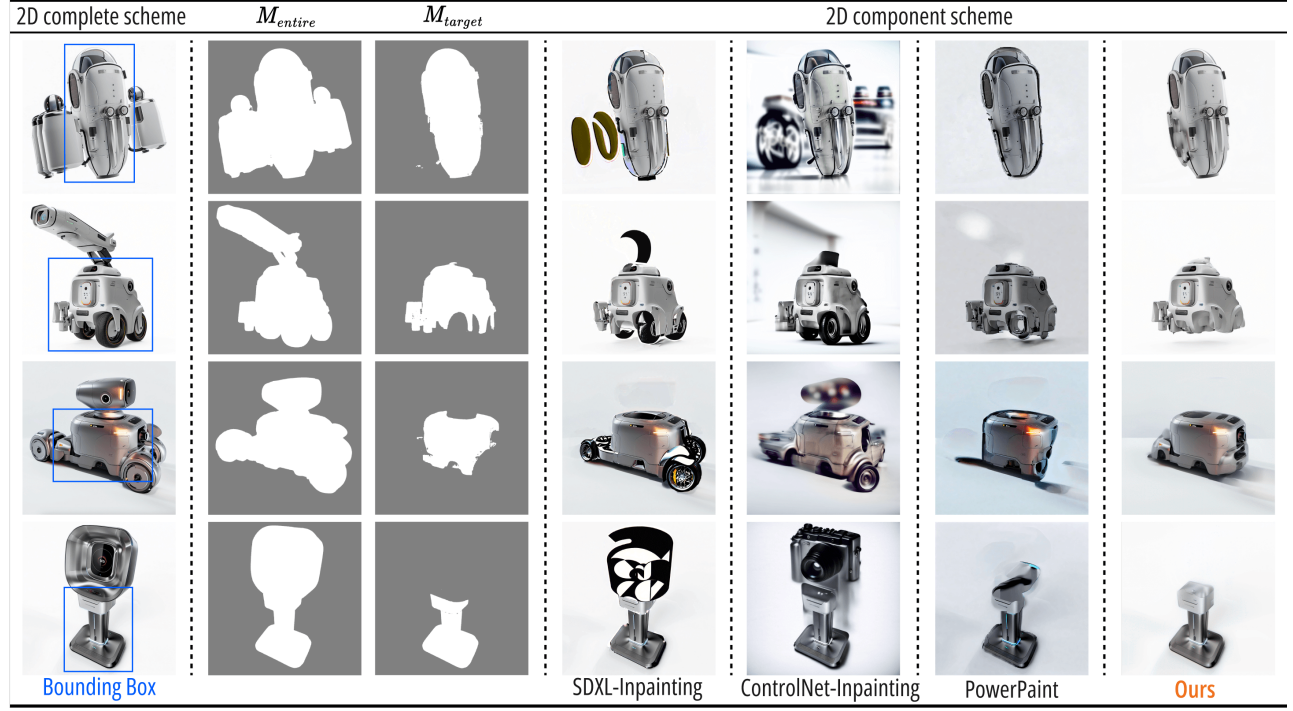 2D complete scheme M_entire M_target 2D component scheme
Bounding Box SDXL-Inpainting ControlNet-Inpainting PowerPaint Ours